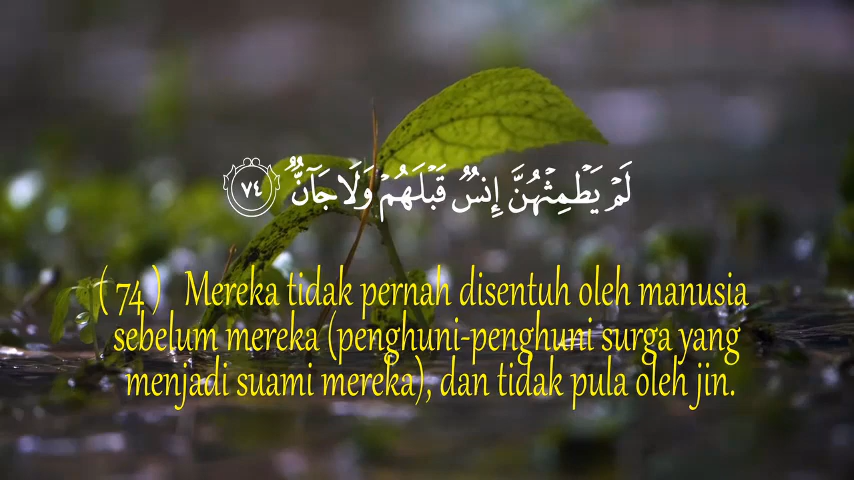 لَمۡ يَطۡمِثۡهُنَّ إِنسٞ قَبۡلَهُمۡ وَلَا جَآنّٞ ٧٤
( 74 ) Mereka tidak pernah disentuh oleh manusia
sebelum mereka (penghuni-penghuni surga yang
menjadi suami mereka), dan tidak pula oleh jin.